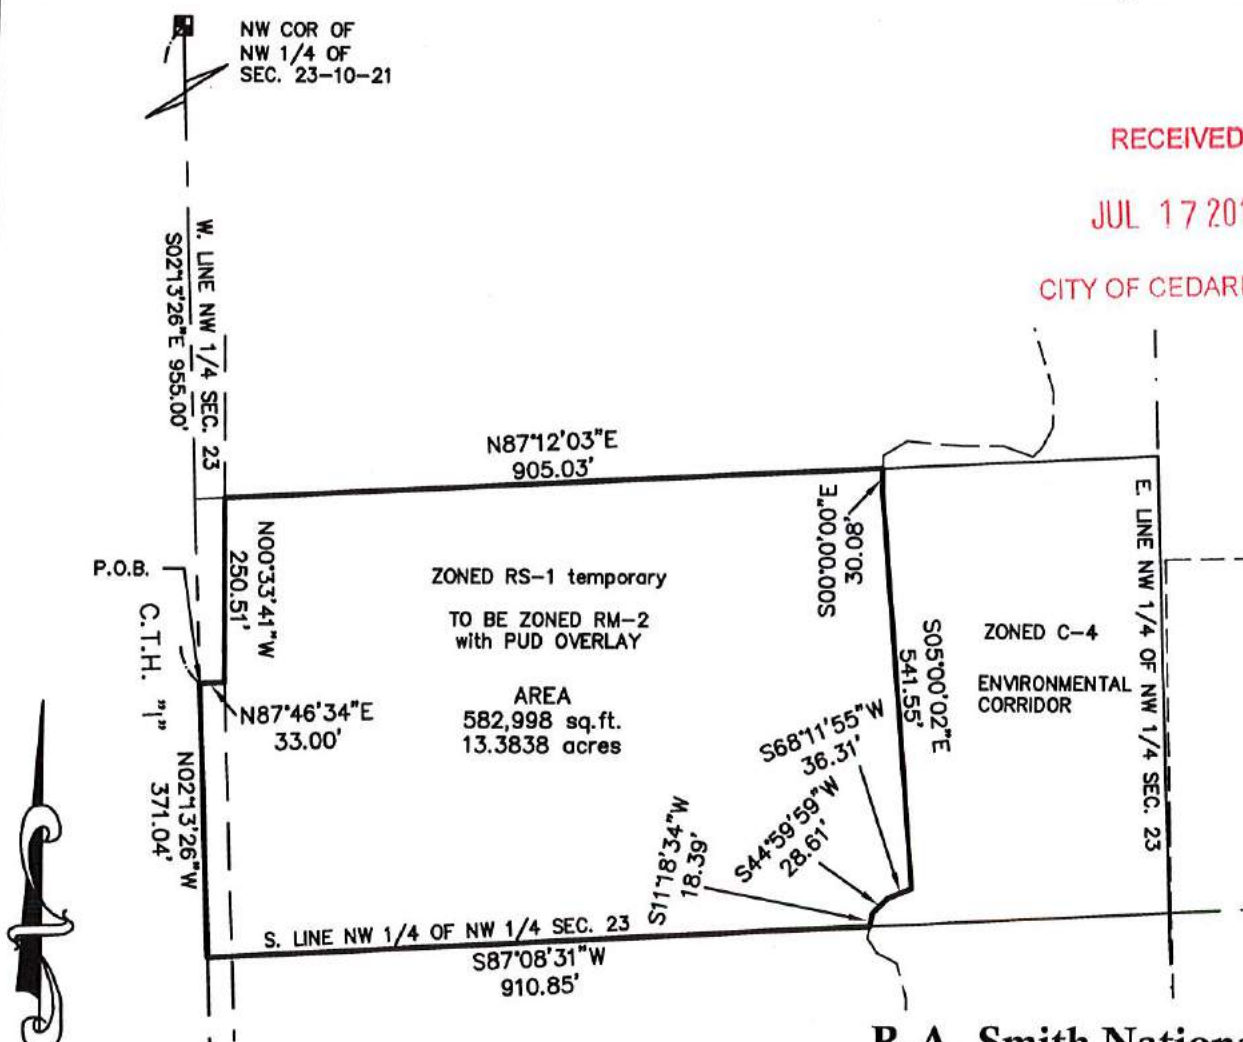 NW COR OF
NW 1/4 OF
SEC. 23-10-21
RECEIVED
JUL 17 201
CITY OF CEDAR
W. LINE NW 1/4 SEC. 23
S02°13'26"E 955.00'
N87°12'03"E
905.03'
S00°00'00"E
30.08'
P.O.B.
N00°33'41"W
250.51'
ZONED RS-1 temporary
TO BE ZONED RM-2
with PUD OVERLAY
AREA
582,998 sq.ft.
13.3838 acres
C.T.H. "I"
N87°46'34"E
33.00'
S05°00'02"E
541.55'
ZONED C-4
ENVIRONMENTAL
CORRIDOR
E. LINE NW 1/4 OF NW 1/4 SEC. 23
S68°11'55"W
36.31'
S44°59'59"W
28.61'
S11°18'34"W
18.39'
N02°13'26"W
371.04'
S. LINE NW 1/4 OF NW 1/4 SEC. 23
S87°08'31"W
910.85'
R.A. Smith Nationa